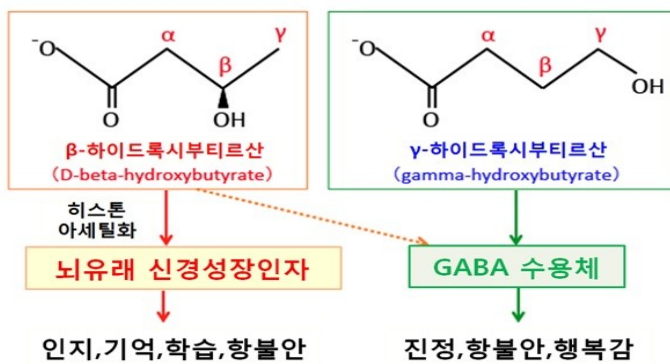 ⁻O
α
β
γ
O
OH
β-하이드록시부티르산
(D-beta-hydroxybutyrate)
⁻O
α
β
γ
O
OH
γ-하이드록시부티르산
(gamma-hydroxybutyrate)
히스톤
아세틸화
뇌유래 신경성장인자
GABA 수용체
인지,기억,학습,항불안
진정,항불안,행복감